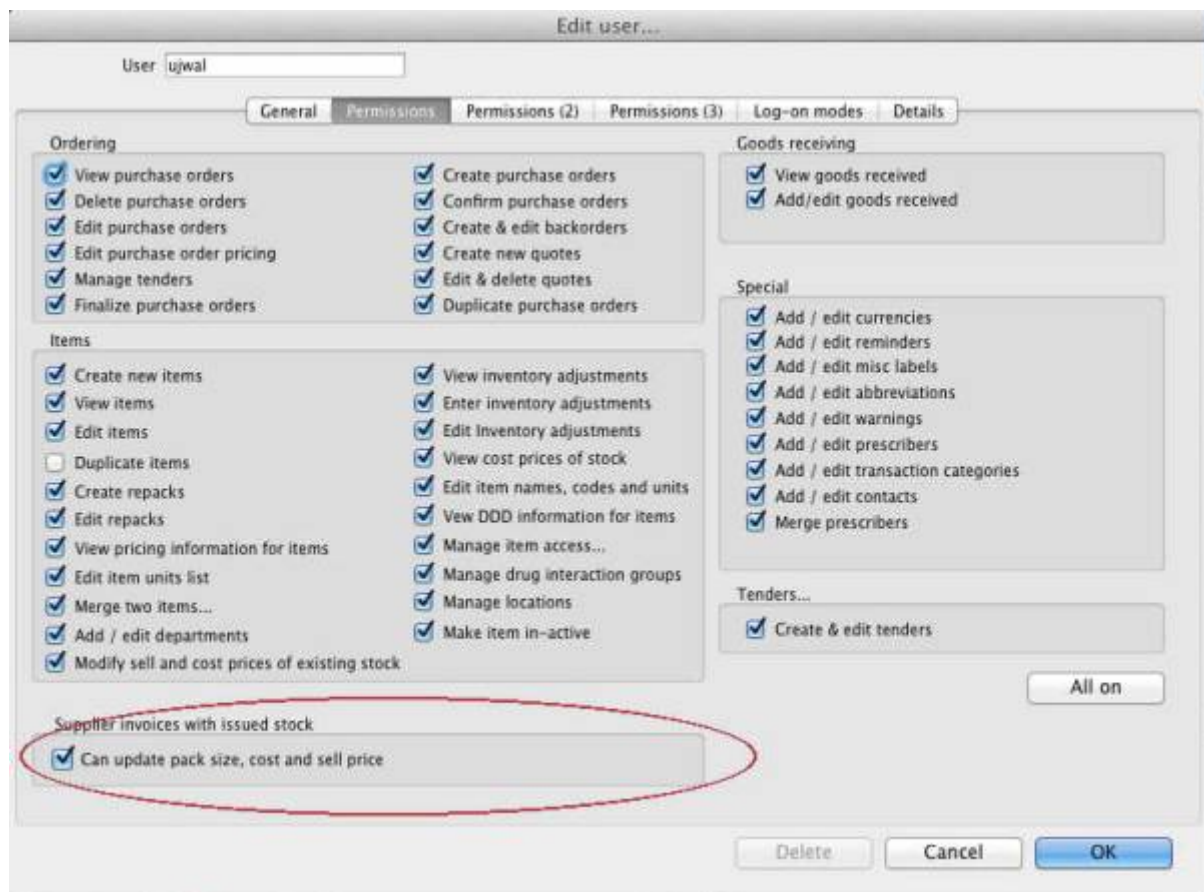 Edit user...
User ujwal
General Permissions Permissions (2) Permissions (3) Log-on modes Details
Ordering
View purchase orders
Delete purchase orders
Edit purchase orders
Edit purchase order pricing
Manage tenders
Finalize purchase orders
Create purchase orders
Confirm purchase orders
Create & edit backorders
Create new quotes
Edit & delete quotes
Duplicate purchase orders
Items
Create new items
View items
Edit items
Duplicate items
Create repacks
Edit repacks
View pricing information for items
Edit item units list
Merge two items...
Add / edit departments
Modify sell and cost prices of existing stock
View inventory adjustments
Enter inventory adjustments
Edit Inventory adjustments
View cost prices of stock
Edit item names, codes and units
Vew DDD information for items
Manage item access...
Manage drug interaction groups
Manage locations
Make item in-active
Supplier invoices with issued stock
Can update pack size, cost and sell price
Goods receiving
View goods received
Add/edit goods received
Special
Add / edit currencies
Add / edit reminders
Add / edit misc labels
Add / edit abbreviations
Add / edit warnings
Add / edit prescribers
Add / edit transaction categories
Add / edit contacts
Merge prescribers
Tenders...
Create & edit tenders
All on
Delete Cancel OK